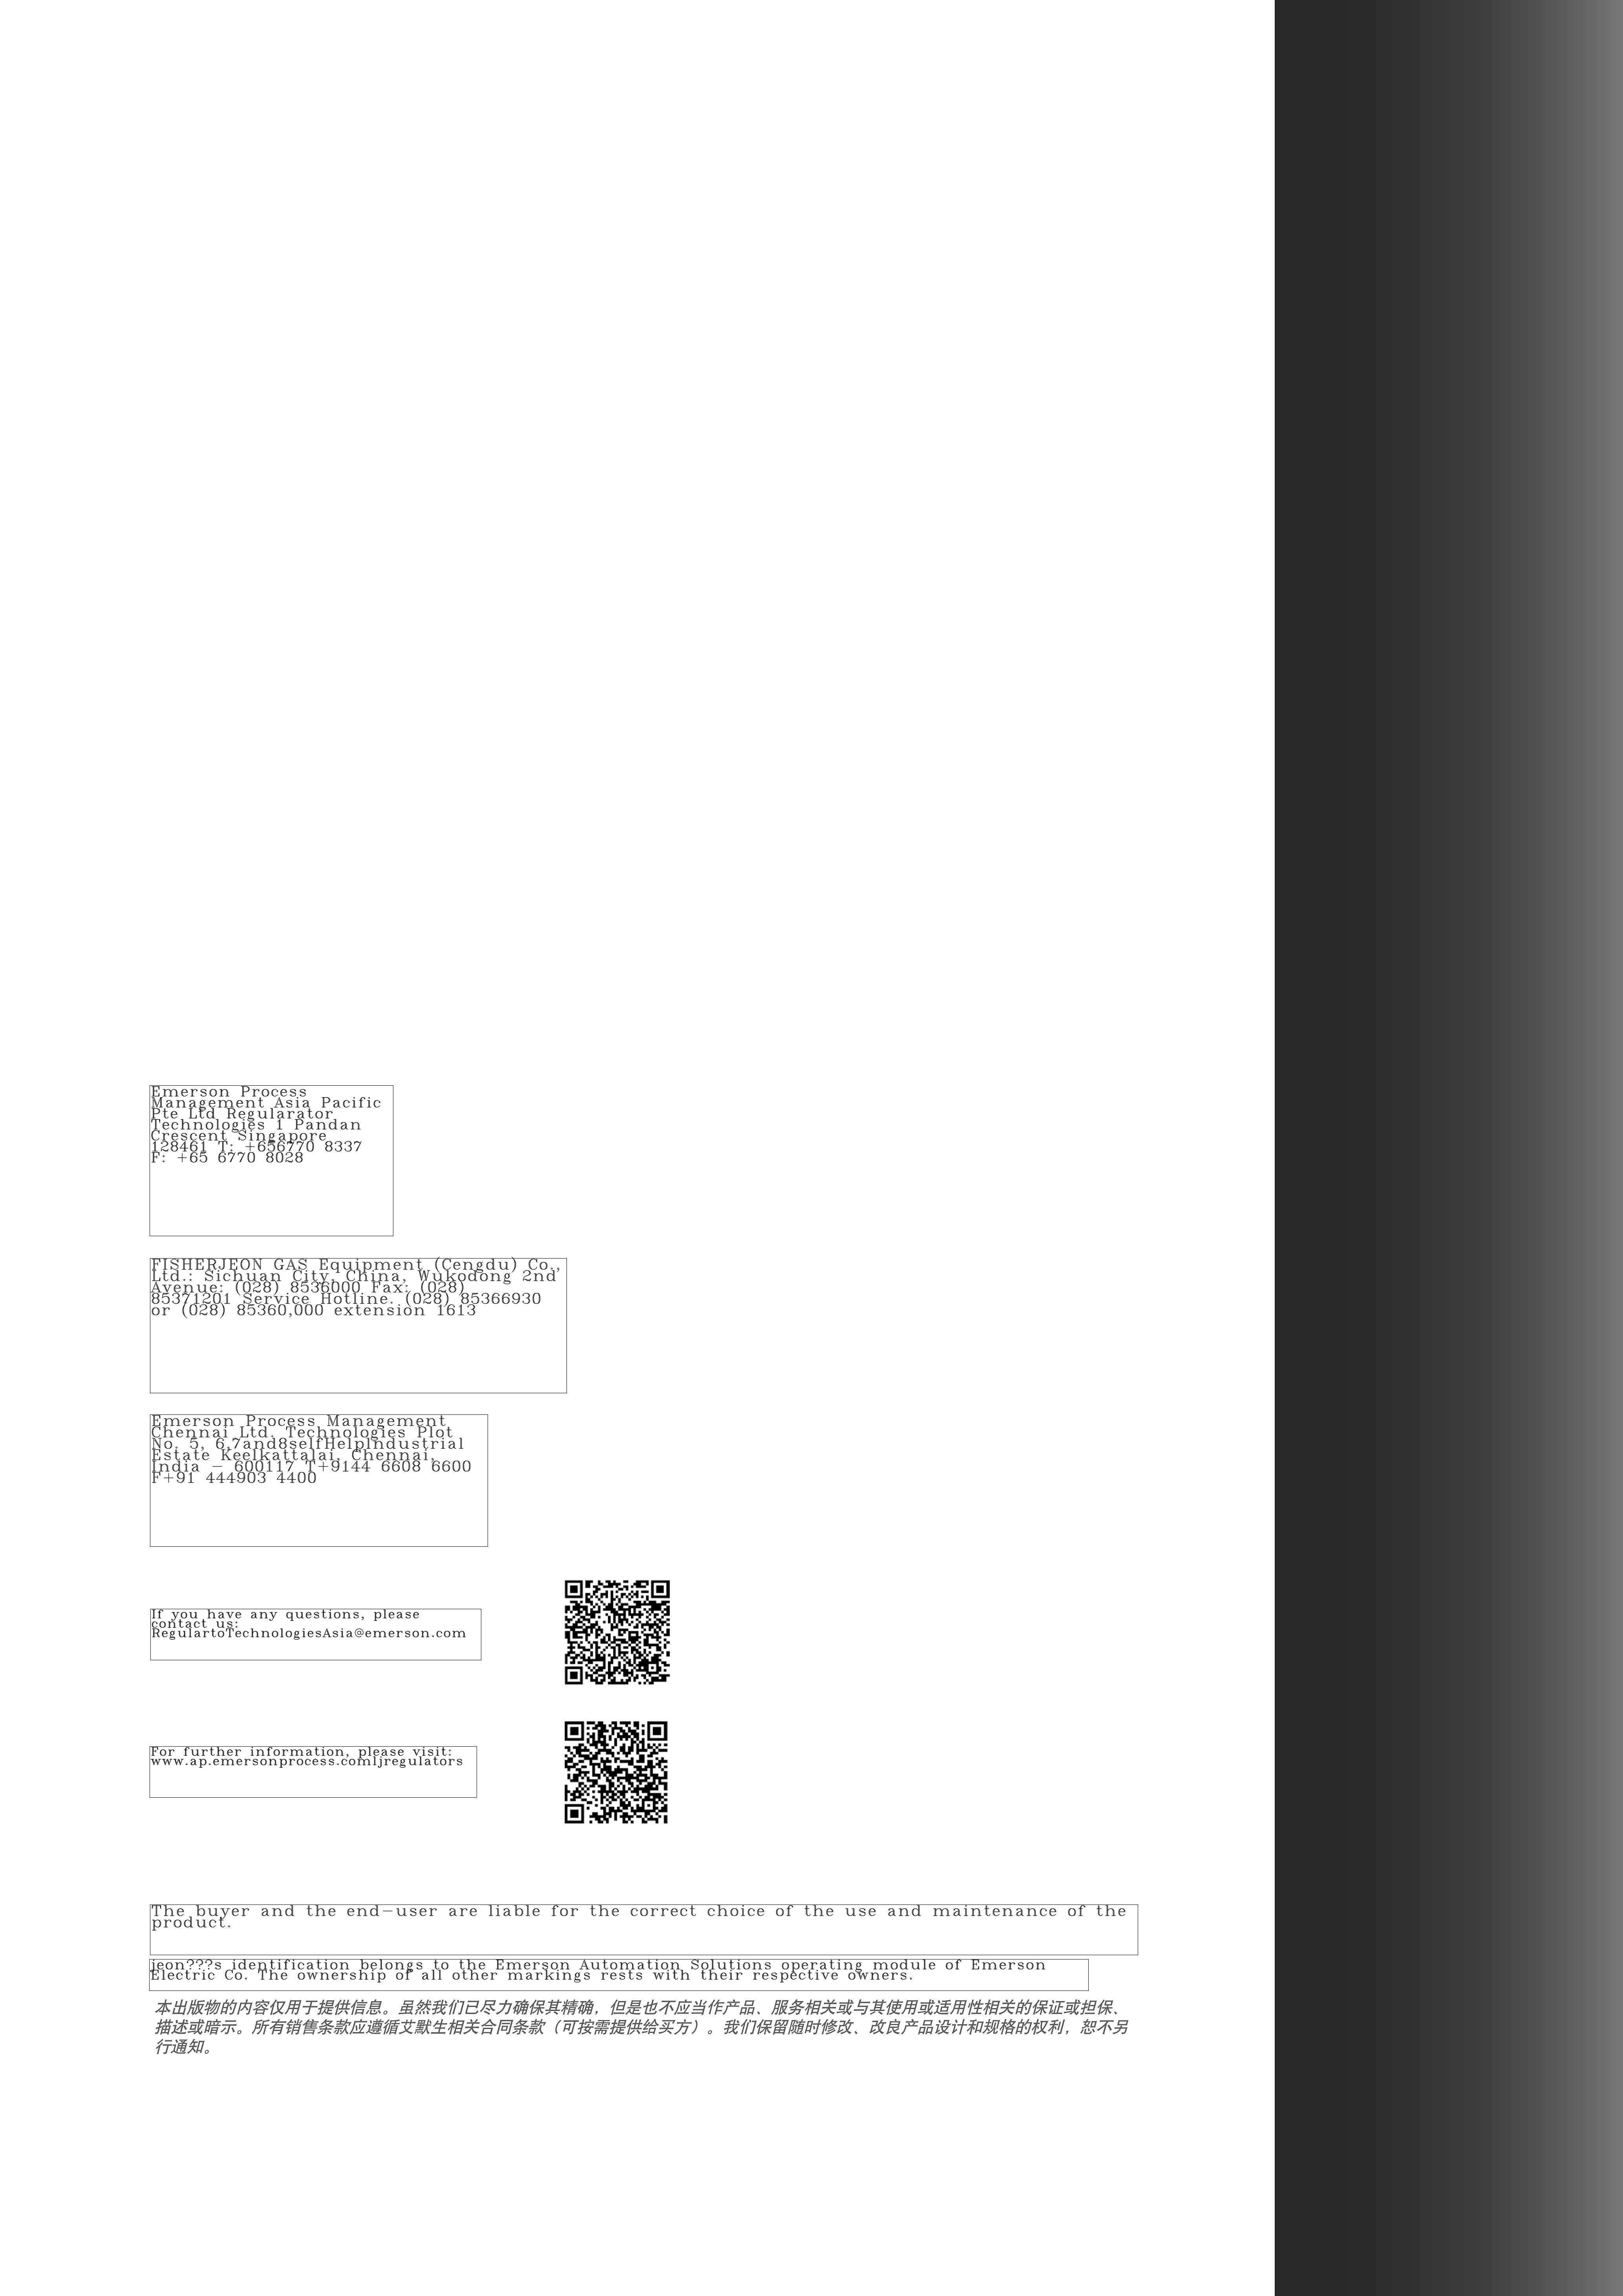 Emerson Process
Management Asia Pacific
Pte Ltd Regularator
Technologies 1 Pandan
Crescent Singapore
128461 T: +656770 8337
F: +65 6770 8028
FISHERJEON GAS Equipment (Cengdu) Co.,
Ltd.: Sichuan City, China, Wukodong 2nd
Avenue: (028) 8536000 Fax: (028)
85371201 Service Hotline. (028) 85366930
or (028) 85360,000 extension 1613
Emerson Process Management
Chennai Ltd. Technologies Plot
No. 5, 6,7and8selfHelpIndustrial
Estate Keelkattalai, Chennai,
India - 600117 T+9144 6608 6600
F+91 444903 4400
If you have any questions, please
contact us:
RegulartoTechnologiesAsia@emerson.com
For further information, please visit:
www.ap.emersonprocess.comljregulators
The buyer and the end-user are liable for the correct choice of the use and maintenance of the
product.
jeon???s identification belongs to the Emerson Automation Solutions operating module of Emerson
Electric Co. The ownership of all other markings rests with their respective owners.
本出版物的内容仅用于提供信息。虽然我们已尽力确保其精确，但是也不应当作产品、服务相关或与其使用或适用性相关的保证或担保、
描述或暗示。所有销售条款应遵循艾默生相关合同条款（可按需提供给买方）。我们保留随时修改、改良产品设计和规格的权利，恕不另
行通知。